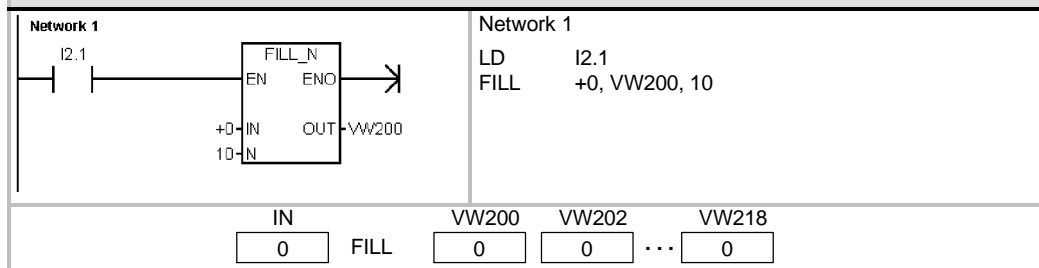 Network 1
I2.1
FILL_N
EN ENO
+0 IN OUT VW200
10 N
Network 1
LD I2.1
FILL +0, VW200, 10
IN VW200 VW202 VW218
0 FILL 0 0 ... 0